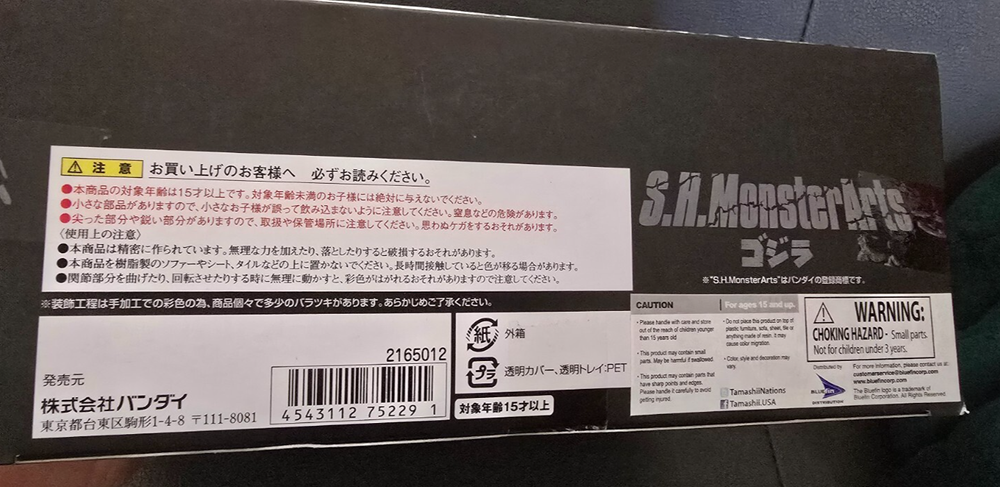 注意 お買い上げのお客様へ 必ずお読みください。
●本商品の対象年齢は15才以上です。対象年齢未満のお子様には絶対に与えないでください。
●小さな部品がありますので、小さなお子様が誤って飲み込まないように注意してください。窒息などの危険があります。
●尖った部分や鋭い部分がありますので、取扱や保管場所に注意してください。思わぬケガをするおそれがあります。
〈使用上の注意〉
●本商品は精密に作られています。無理な力を加えたり、落としたりすると破損するおそれがあります。
●本商品を樹脂製のソファーやシート、タイルなどの上に置かないでください。長時間接触していると色が移る場合があります。
●関節部分を曲げたり、回転させたりする時に無理に動かすと、彩色がはがれるおそれがありますので注意してください。
※装飾工程は手加工での彩色の為、商品個々で多少のバラツキがあります。あらかじめご了承ください。
2165012
発売元
株式会社バンダイ
東京都台東区駒形1-4-8 〒111-8081
4543112 752291
紙 外箱
プラ 透明カバー、透明トレイ:PET
対象年齢15才以上
S.H.MonsterArts
ゴジラ
※"S.H.MonsterArts"はバンダイの登録商標です。
CAUTION
For ages 15 and up.
• Please handle with care and store
out of the reach of children younger
than 15 years old
• This product may contain small
parts. May be harmful if swallowed.
• This product may contain parts that
have sharp points and edges.
Please handle it carefully to avoid
getting injured.
• Do not place this product on top of
plastic furniture, sofa, sheet, tile or
anything made of resin. It may
cause color migration.
• Color, style and decoration may
vary.
TamashiiNations
Tamashii.USA
WARNING:
CHOKING HAZARD - Small parts.
Not for children under 3 years.
Distributed by
BLUEfin
DISTRIBUTION
For more information, please contact us:
customerservice@bluefincorp.com
www.bluefincorp.com
The Bluefin logo is a trademark of
Bluefin corp. All Rights Reserved.